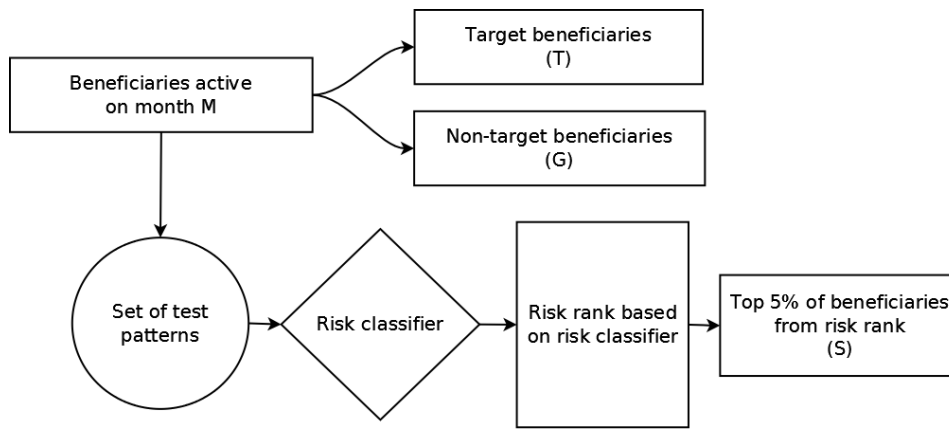 Beneficiaries active
on month M
Target beneficiaries
(T)
Non-target beneficiaries
(G)
Set of test
patterns
Risk classifier
Risk rank based
on risk classifier
Top 5% of beneficiaries
from risk rank
(S)